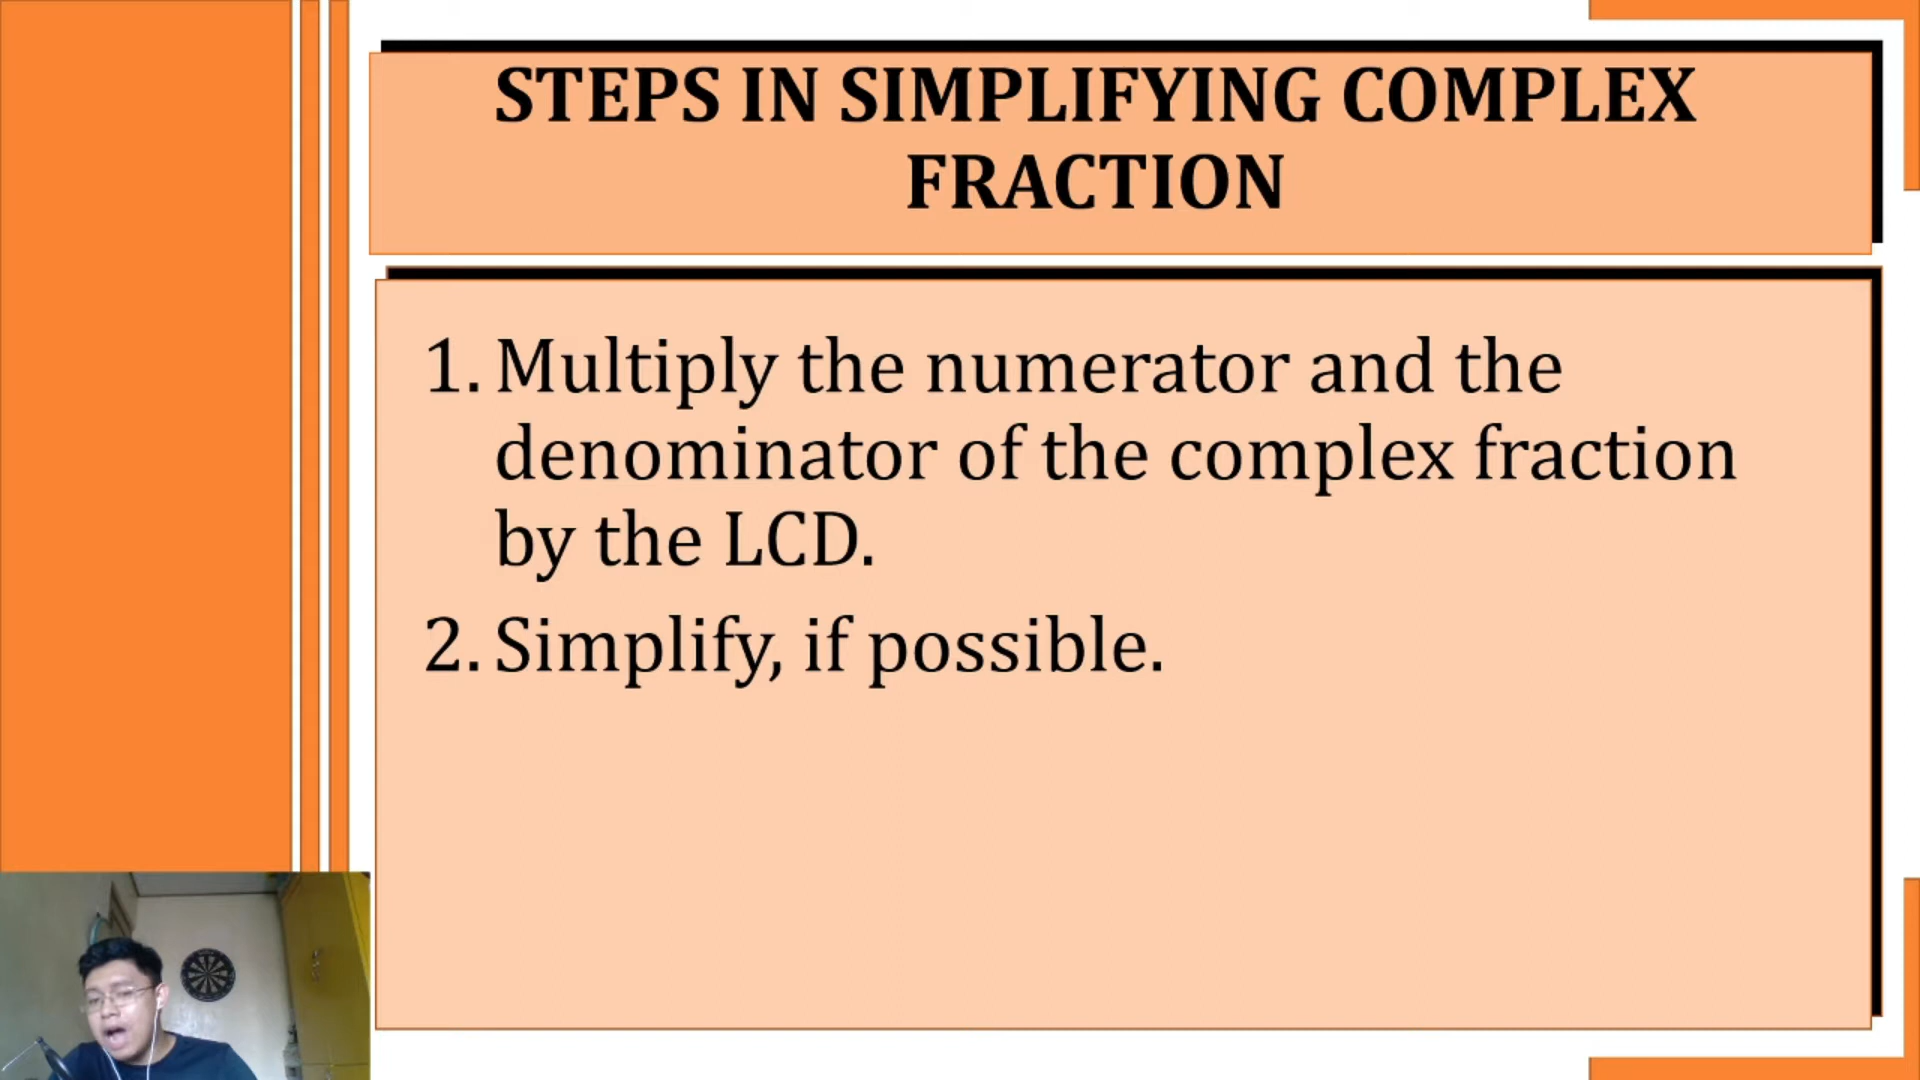 STEPS IN SIMPLIFYING COMPLEX
FRACTION
1. Multiply the numerator and the
denominator of the complex fraction
by the LCD.
2. Simplify, if possible.